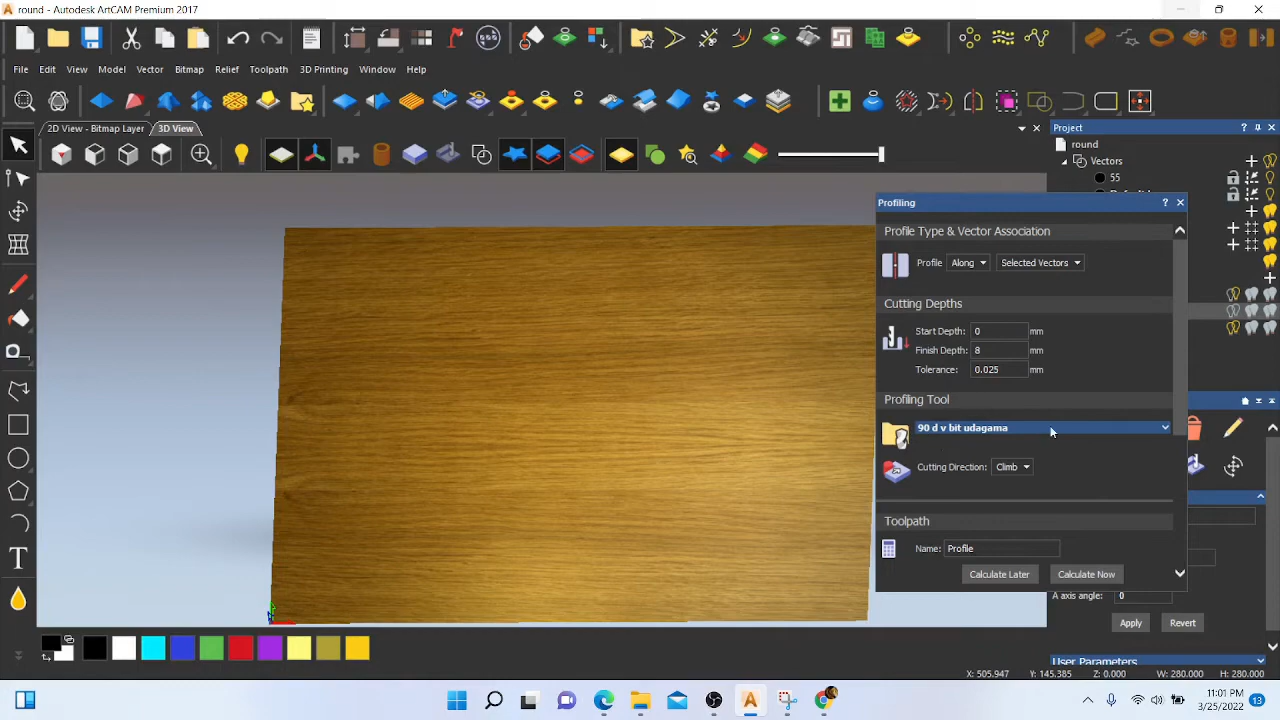 round - Autodesk ArtCAM Premium 2017
File Edit View Model Vector Bitmap Relief Toolpath 3D Printing Window Help
2D View - Bitmap Layer 3D View
Project
round
Vectors
55
Profiling
Profile Type & Vector Association
Profile Along Selected Vectors
Cutting Depths
Start Depth: 0 mm
Finish Depth: 8 mm
Tolerance: 0.025 mm
Profiling Tool
90 d v bit udagama
Cutting Direction: Climb
Toolpath
Name: Profile
Calculate Later Calculate Now
A axis angle: 0
Apply Revert
User Parameters
X: 505.947 Y: 145.385 Z: 0.000 W: 280.000 H: 280.000
11:01 PM
3/25/2022
13